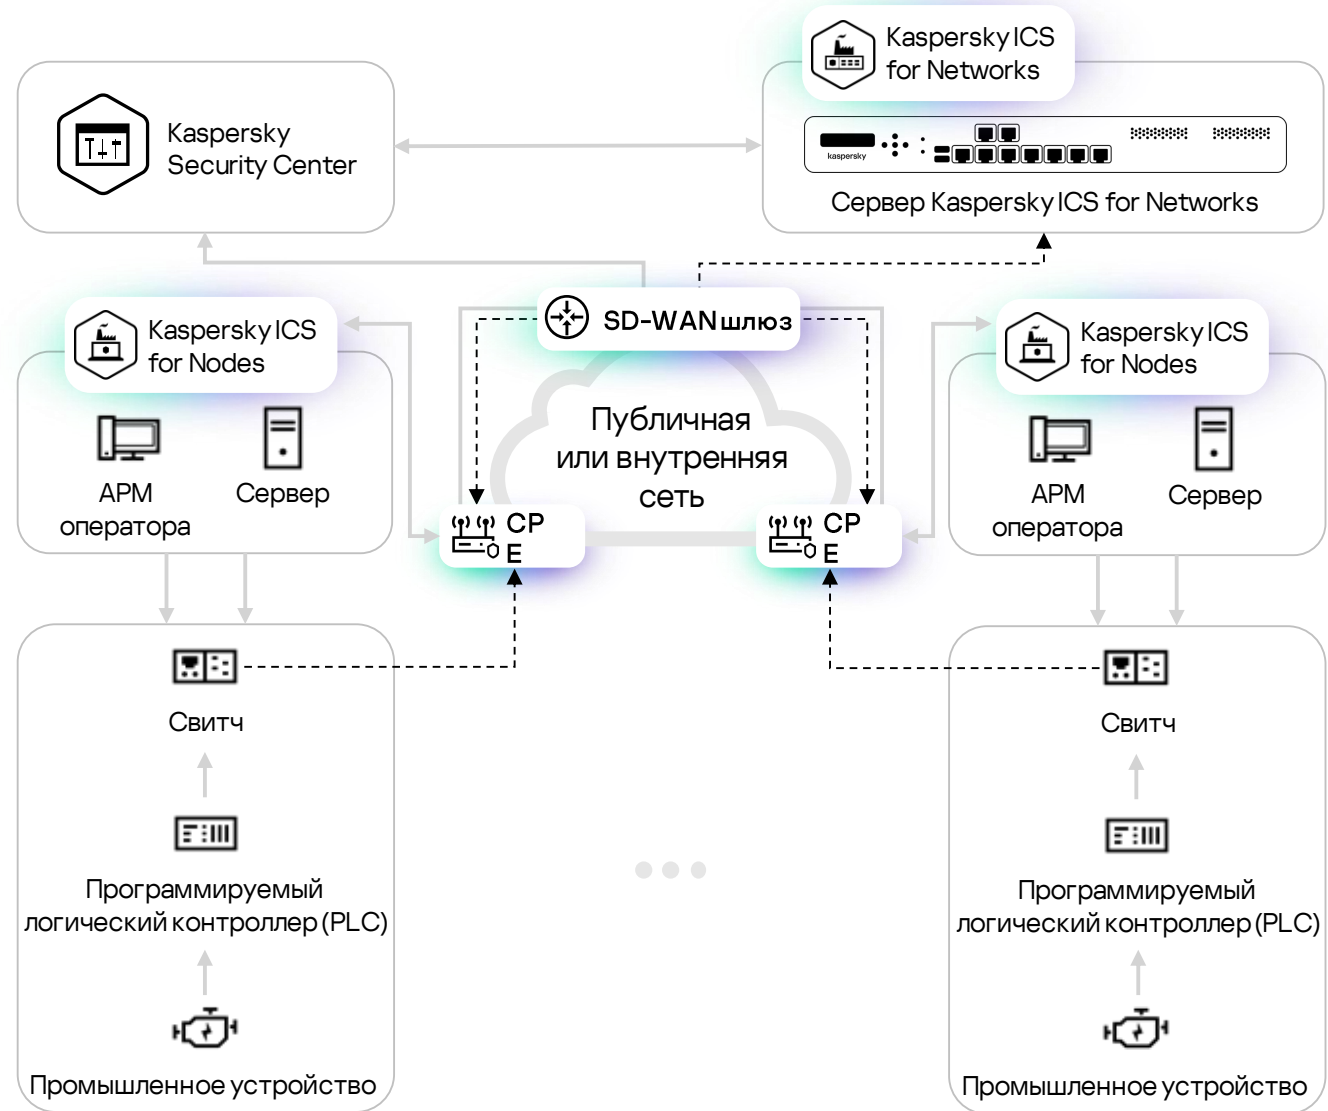 Kaspersky ICS
for Networks
Kaspersky
Security Center
kaspersky
Сервер Kaspersky ICS for Networks
Kaspersky ICS
for Nodes
SD-WAN шлюз
Kaspersky ICS
for Nodes
Публичная
или внутренняя
сеть
АРМ
оператора
Сервер
АРМ
оператора
Сервер
CP
E
CP
E
Свитч
Свитч
Программируемый
логический контроллер (PLC)
Программируемый
логический контроллер (PLC)
Промышленное устройство
Промышленное устройство